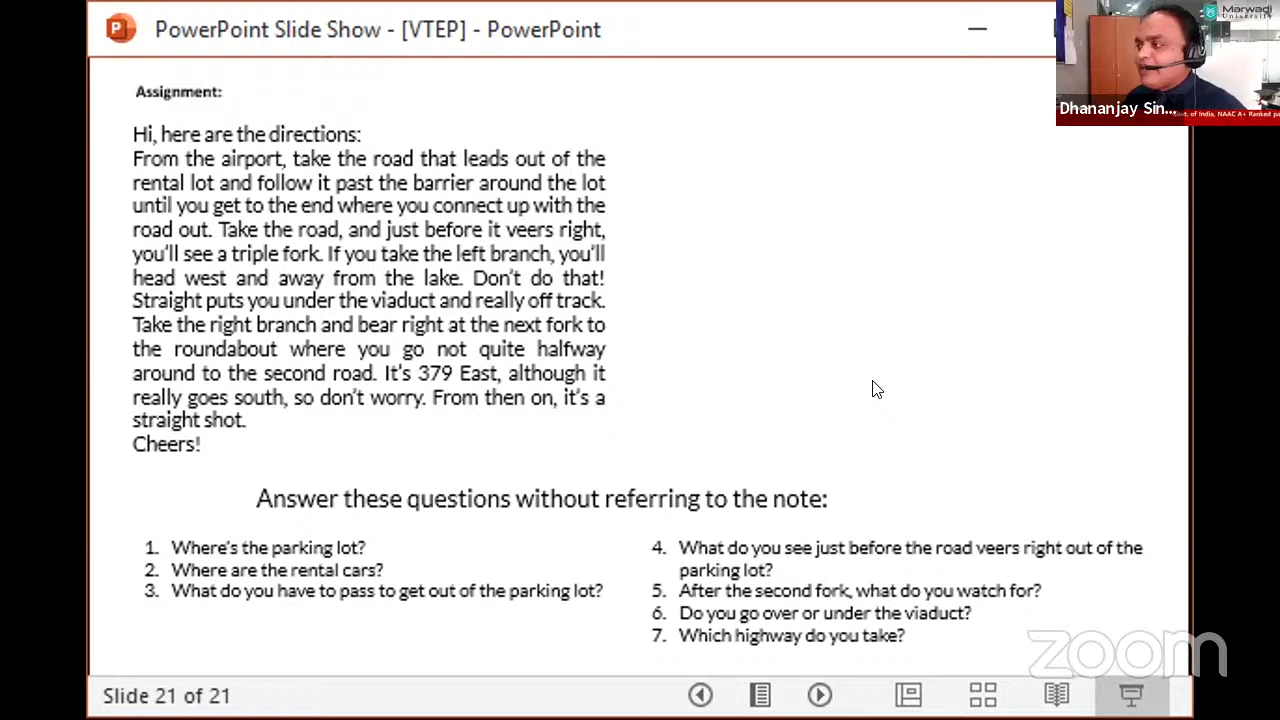 PowerPoint Slide Show - [VTEP] - PowerPoint
Marwadi
University
Dhananjay Sin...
Govt. of India, NAAC A+ Ranked pa
Assignment:
Hi, here are the directions:
From the airport, take the road that leads out of the
rental lot and follow it past the barrier around the lot
until you get to the end where you connect up with the
road out. Take the road, and just before it veers right,
you'll see a triple fork. If you take the left branch, you'll
head west and away from the lake. Don't do that!
Straight puts you under the viaduct and really off track.
Take the right branch and bear right at the next fork to
the roundabout where you go not quite halfway
around to the second road. It's 379 East, although it
really goes south, so don't worry. From then on, it's a
straight shot.
Cheers!
Answer these questions without referring to the note:
1. Where's the parking lot?
2. Where are the rental cars?
3. What do you have to pass to get out of the parking lot?
4. What do you see just before the road veers right out of the
parking lot?
5. After the second fork, what do you watch for?
6. Do you go over or under the viaduct?
7. Which highway do you take?
zoom
Slide 21 of 21